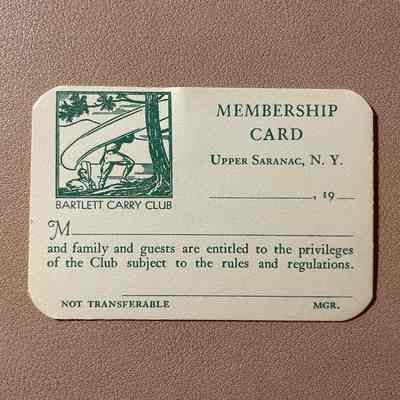 MEMBERSHIP
CARD
UPPER SARANAC, N. Y.
, 19
BARTLETT CARRY CLUB
M
and family and guests are entitled to the privileges
of the Club subject to the rules and regulations.
NOT TRANSFERABLE MGR.